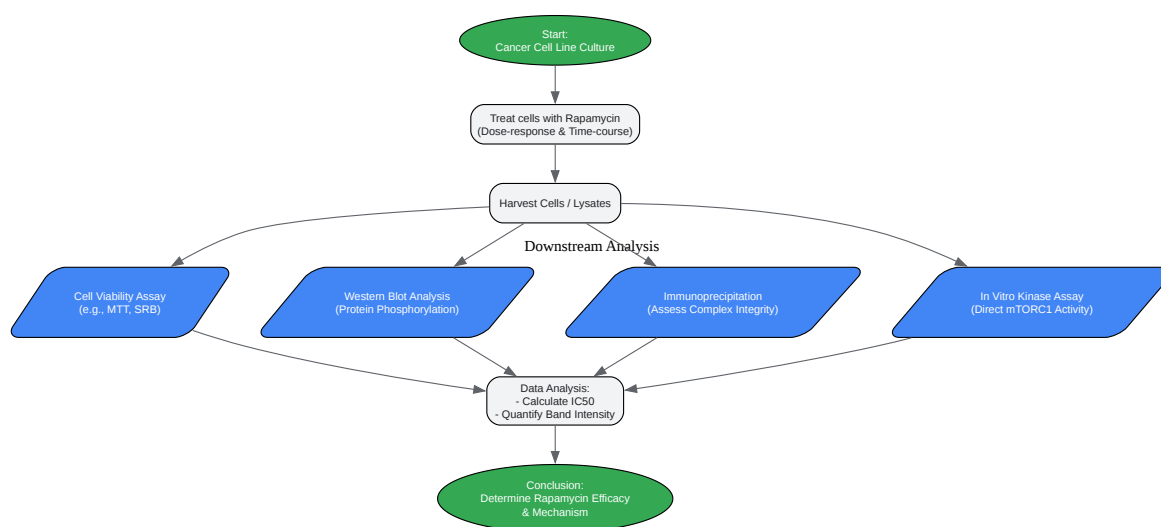 Start:
Cancer Cell Line Culture
Treat cells with Rapamycin
(Dose-response & Time-course)
Harvest Cells / Lysates
Downstream Analysis
Cell Viability Assay
(e.g., MTT, SRB)
Western Blot Analysis
(Protein Phosphorylation)
Immunoprecipitation
(Assess Complex Integrity)
In Vitro Kinase Assay
(Direct mTORC1 Activity)
Data Analysis:
- Calculate IC50
- Quantify Band Intensity
Conclusion:
Determine Rapamycin Efficacy
& Mechanism